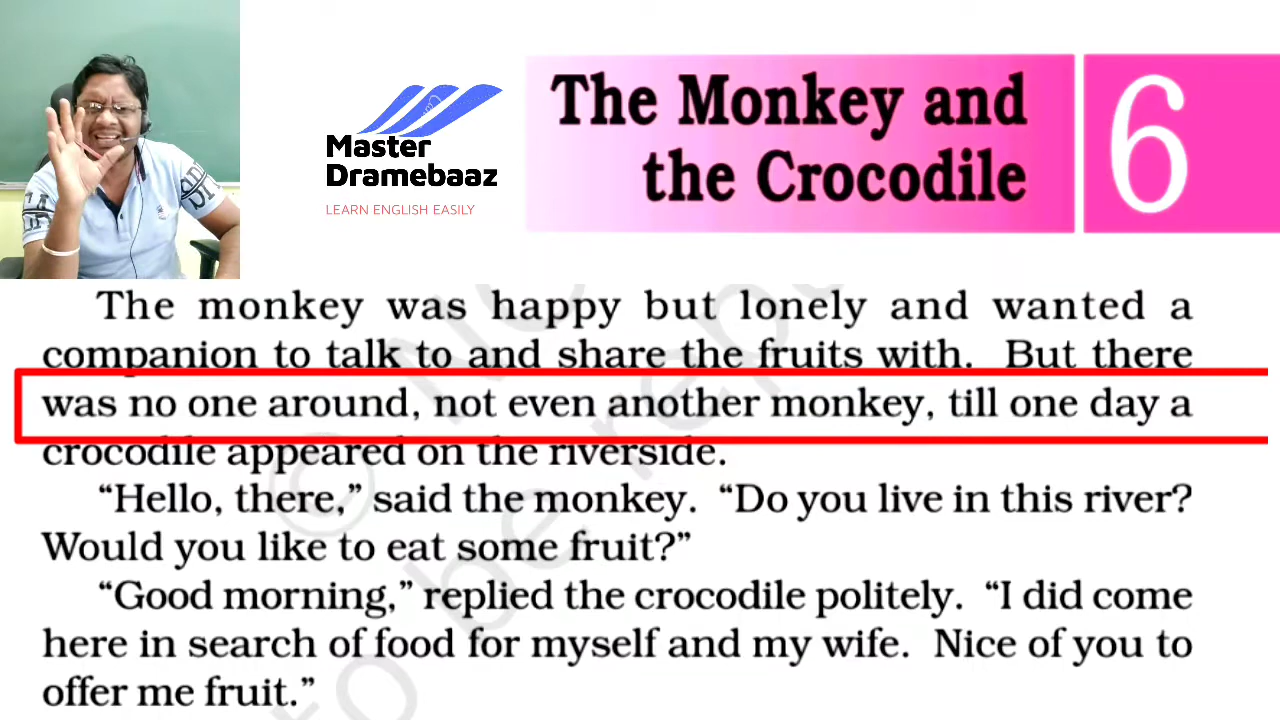 Master
Dramebaaz
LEARN ENGLISH EASILY
The Monkey and
the Crocodile
6
The monkey was happy but lonely and wanted a
companion to talk to and share the fruits with. But there
was no one around, not even another monkey, till one day a
crocodile appeared on the riverside.
“Hello, there,” said the monkey. “Do you live in this river?
Would you like to eat some fruit?”
“Good morning,” replied the crocodile politely. “I did come
here in search of food for myself and my wife. Nice of you to
offer me fruit.”